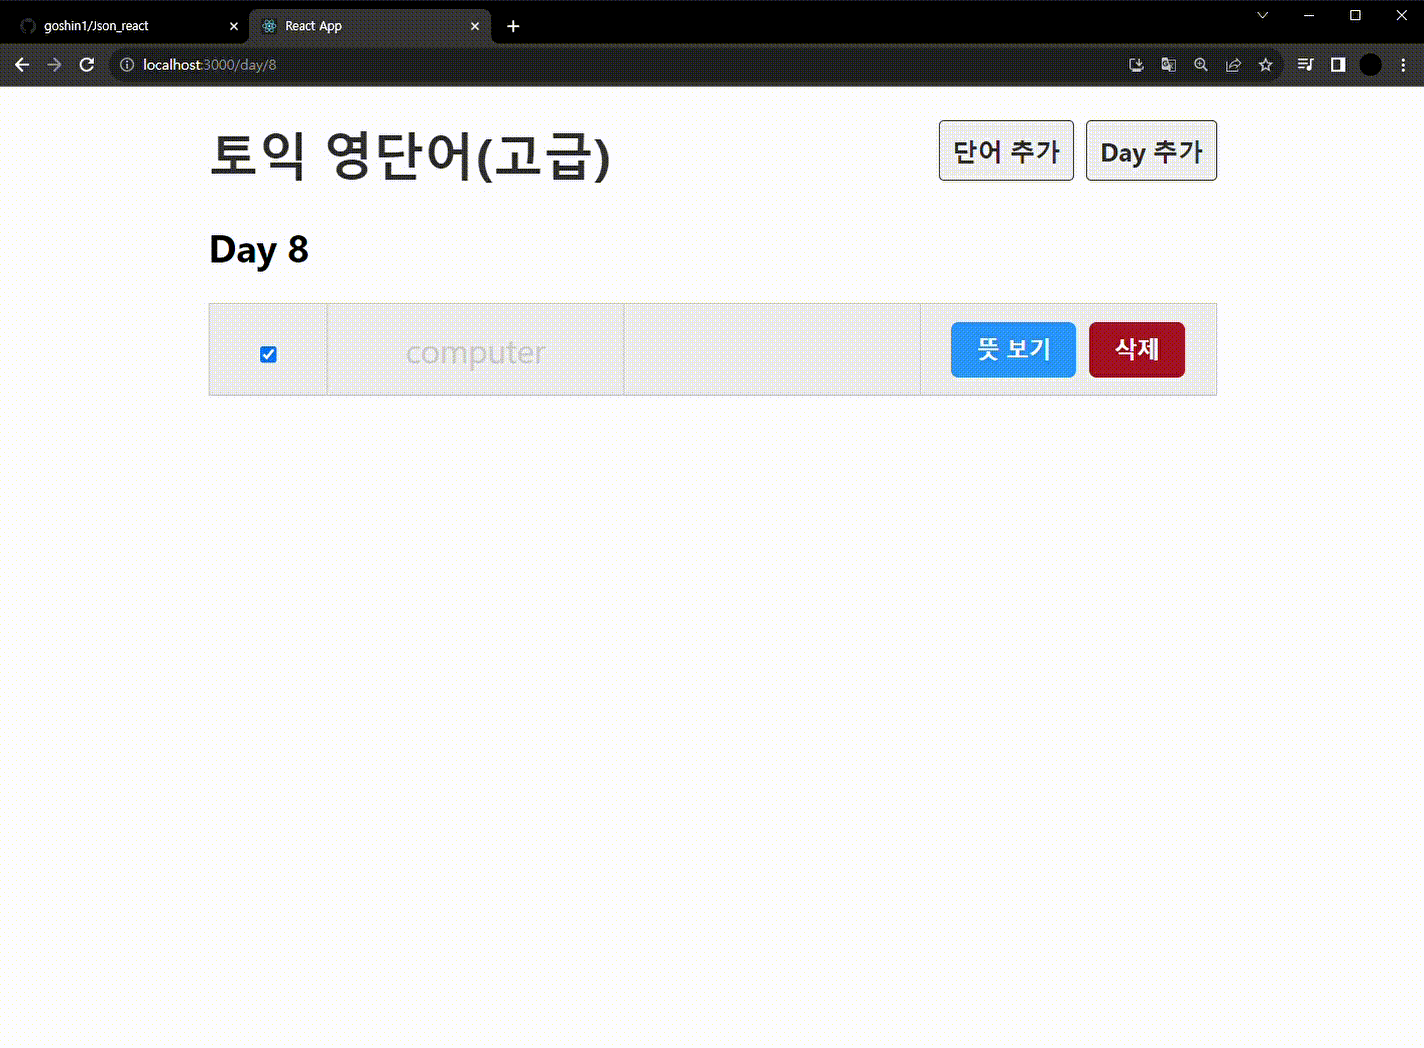 goshin1/Json_react
React App
localhost:3000/day/8
토익 영단어(고급)
단어 추가
Day 추가
Day 8
computer
뜻 보기
삭제